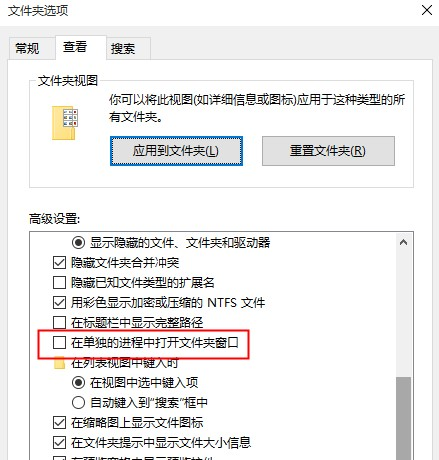 文件夹选项
常规
查看
搜索
文件夹视图
你可以将此视图(如详细信息或图标)应用于这种类型的所
有文件夹。
应用到文件夹(L)
重置文件夹(R)
高级设置:
显示隐藏的文件、文件夹和驱动器
隐藏文件夹合并冲突
隐藏已知文件类型的扩展名
用彩色显示加密或压缩的 NTFS 文件
在标题栏中显示完整路径
在单独的进程中打开文件夹窗口
在列表视图中键入时
在视图中选中键入项
自动键入到“搜索”框中
在缩略图上显示文件图标
在文件夹提示中显示文件大小信息